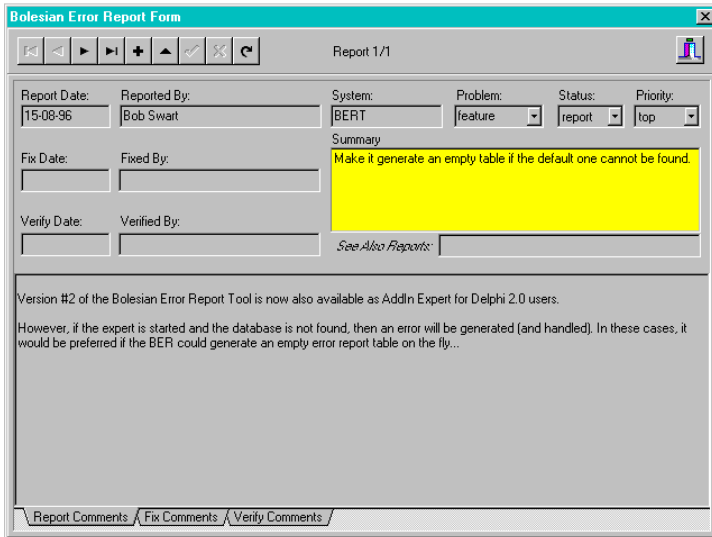 Bolesian Error Report Form
Report 1/1
Report Date: Reported By: System: Problem: Status: Priority:
15-08-96 Bob Swart BERT feature report top
Summary
Make it generate an empty table if the default one cannot be found.
Fix Date: Fixed By:
Verify Date: Verified By:
See Also Reports:
Version #2 of the Bolesian Error Report Tool is now also available as AddIn Expert for Delphi 2.0 users.
However, if the expert is started and the database is not found, then an error will be generated (and handled). In these cases, it
would be preferred if the BER could generate an empty error report table on the fly...
Report Comments Fix Comments Verify Comments